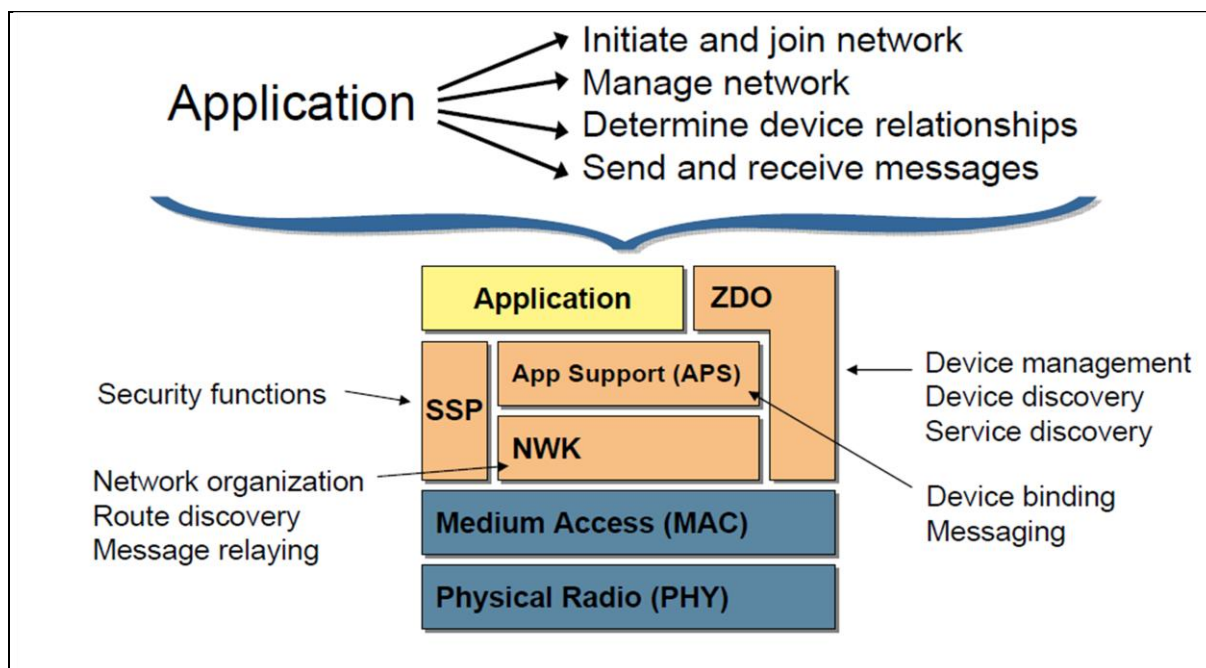 Application
Initiate and join network
Manage network
Determine device relationships
Send and receive messages
Application
ZDO
App Support (APS)
SSP
NWK
Medium Access (MAC)
Physical Radio (PHY)
Security functions
Network organization
Route discovery
Message relaying
Device management
Device discovery
Service discovery
Device binding
Messaging